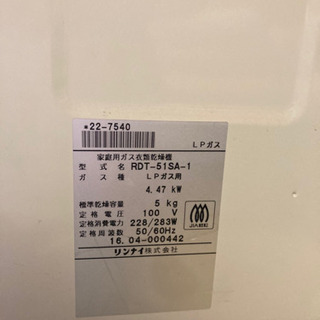 *22-7540
LPガス
家庭用ガス衣類乾燥機
型式名 RDT-51SA-1
ガス種 LPガス用
4.47 kW
標準乾燥容量 5 kg
定格電圧 100 V
定格消費電力 228/283W
定格周波数 50/60Hz
16.04-000442
リンナイ株式会社